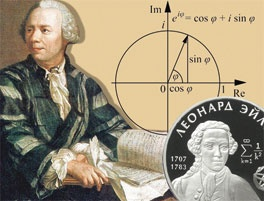 Im
i
e^{iφ} = cos φ + i sin φ
sin φ
φ
0
cos φ
1
Re
ЛЕОНАРД ЭЙЛ
1707
1783
∞
∑ 1/k²
k=1